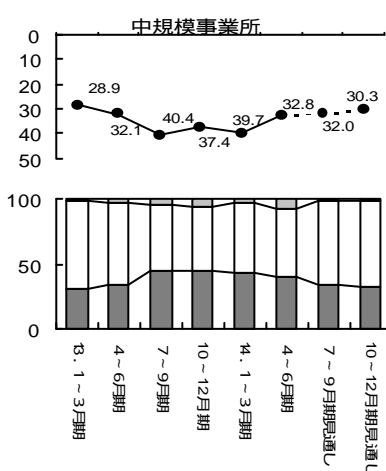 中規模事業所
0
10
20
30
40
50
28.9
32.1
40.4
37.4
39.7
32.8
32.0
30.3
100
50
0
13. 1~3月期
4~6月期
7~9月期
10~12月期
14. 1~3月期
4~6月期
7~9月期見通し
10~12月期見通し